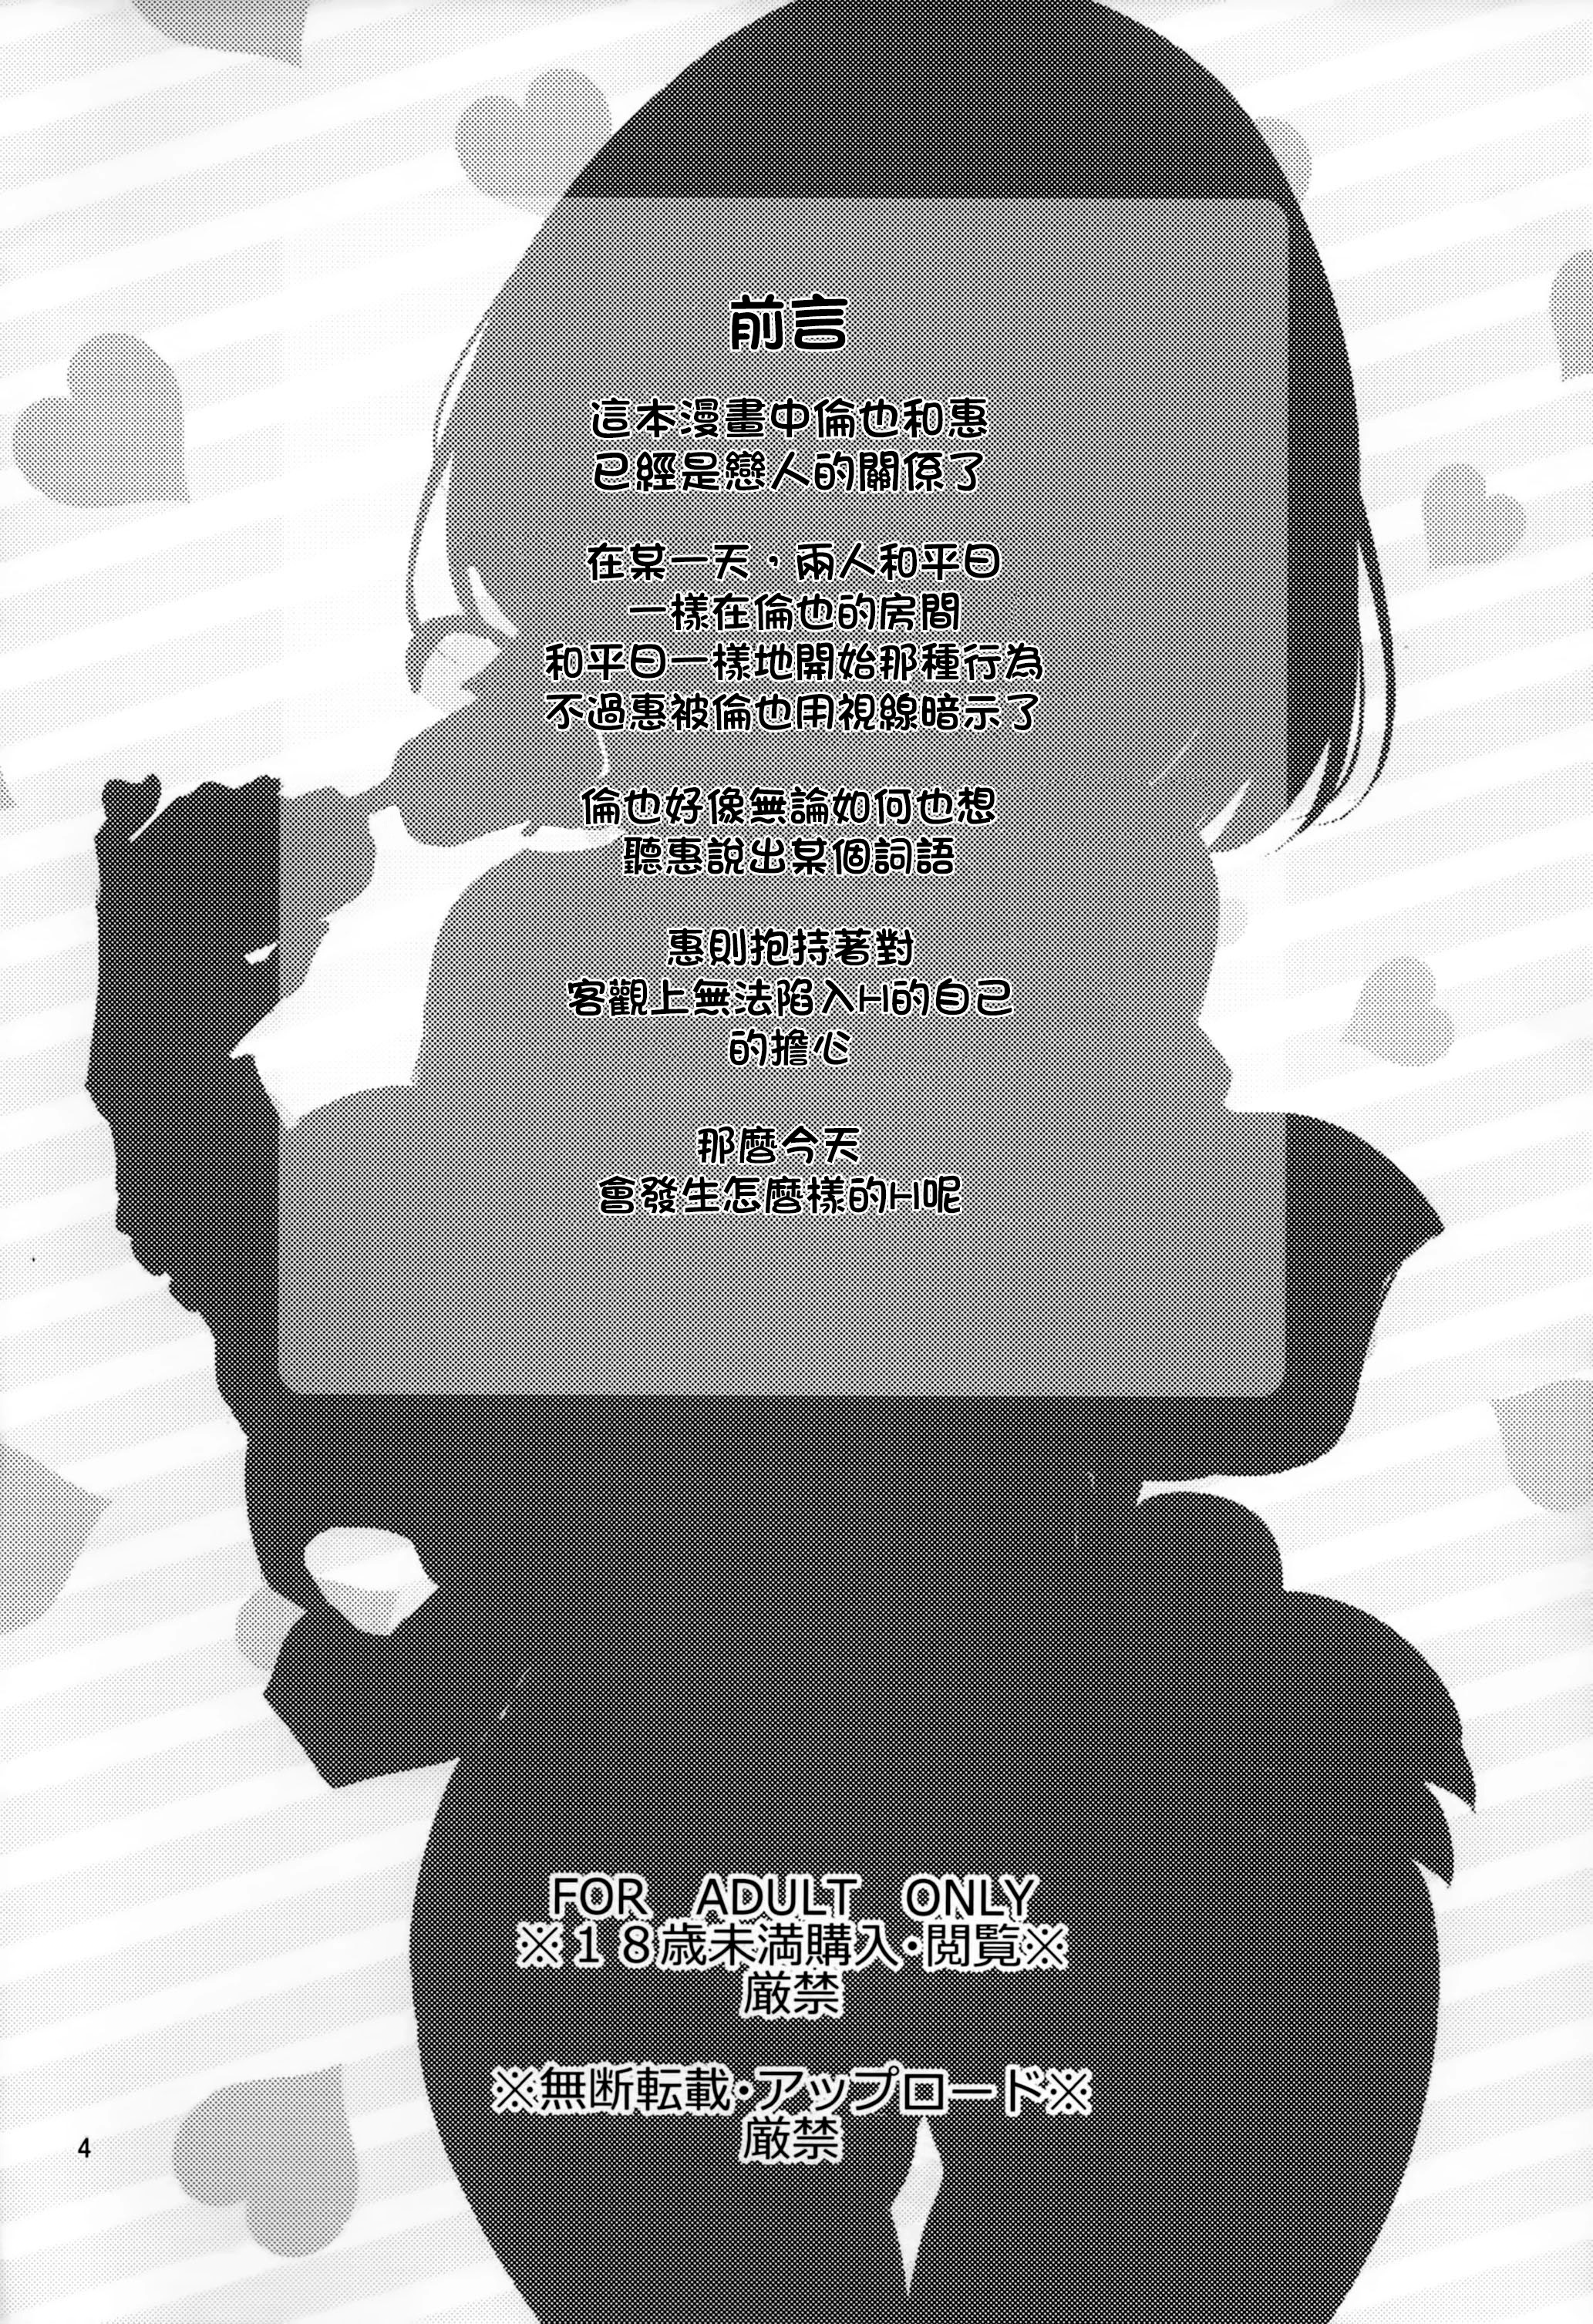 前言
這本漫畫中倫也和惠
已經是戀人的關係了
在某一天，兩人和平日
一樣在倫也的房間
和平日一樣地開始那種行為
不過惠被倫也用視線暗示了
倫也好像無論如何也想
聽惠說出某個詞語
惠則抱持著對
客觀上無法陷入H的自己
的擔心
那麼今天
會發生怎麼樣的H呢
FOR ADULT ONLY
※１８歳未満購入・閲覧※
厳禁
※無断転載・アップロード※
厳禁
4